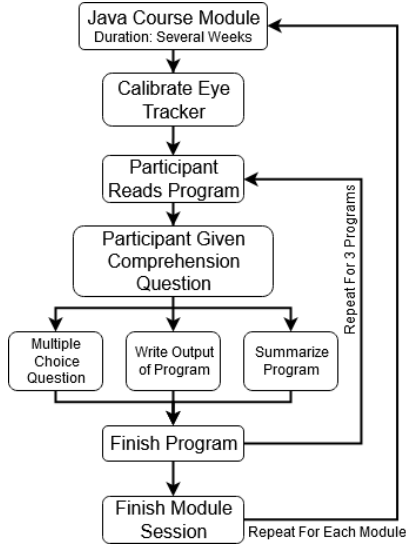 Java Course Module
Duration: Several Weeks
Calibrate Eye
Tracker
Participant
Reads Program
Repeat For 3 Programs
Participant Given
Comprehension
Question
Multiple
Choice
Question
Write Output
of Program
Summarize
Program
Finish Program
Finish Module
Session
Repeat For Each Module